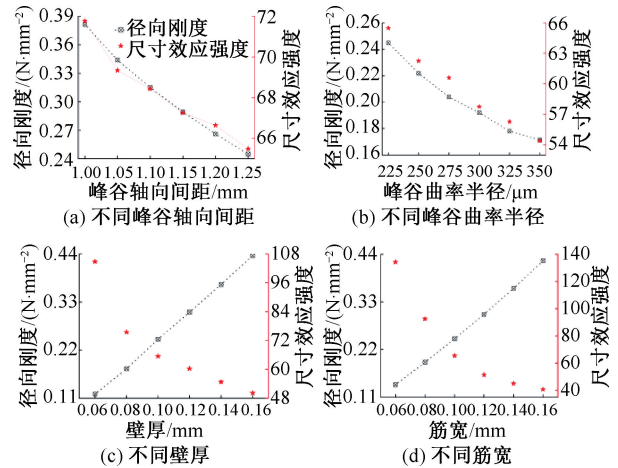 径向刚度/(N·mm⁻²)
0.39
0.36
0.33
0.30
0.27
0.24
径向刚度
尺寸效应强度
72
70
68
66
尺寸效应强度
1.00 1.05 1.10 1.15 1.20 1.25
峰谷轴向间距/mm
(a) 不同峰谷轴向间距
径向刚度/(N·mm⁻²)
0.26
0.24
0.22
0.20
0.18
0.16
66
63
60
57
54
尺寸效应强度
225 250 275 300 325 350
峰谷曲率半径/μm
(b) 不同峰谷曲率半径
径向刚度/(N·mm⁻²)
0.44
0.33
0.22
0.11
108
96
84
72
60
48
尺寸效应强度
0.06 0.08 0.10 0.12 0.14 0.16
壁厚/mm
(c) 不同壁厚
径向刚度/(N·mm⁻²)
0.44
0.33
0.22
0.11
140
120
100
80
60
40
尺寸效应强度
0.06 0.08 0.10 0.12 0.14 0.16
筋宽/mm
(d) 不同筋宽